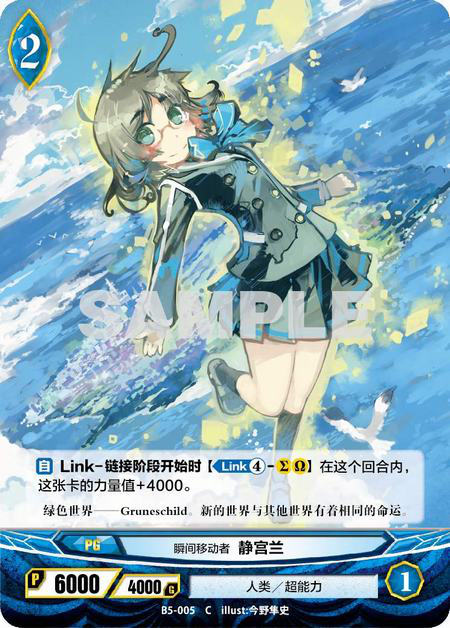 2
SAMPLE
自 Link-链接阶段开始时【Link④-ΣΩ】在这个回合内，
这张卡的力量值+4000。
绿色世界——Gruneschild。新的世界与其他世界有着相同的命运。
PG 瞬间移动者 静宫兰
P 6000 4000 G 人类／超能力 1
B5-005 C illust:今野隼史